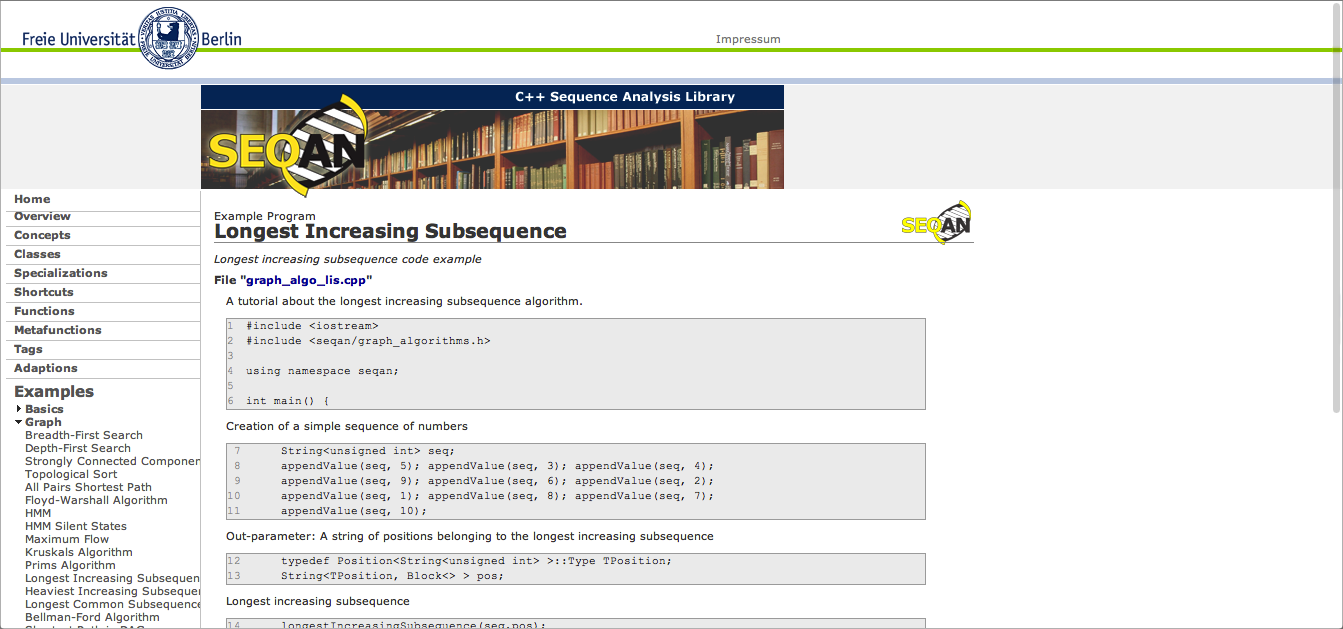 Freie Universität Berlin
Impressum
C++ Sequence Analysis Library
SEQAN
Home
Overview
Concepts
Classes
Specializations
Shortcuts
Functions
Metafunctions
Tags
Adaptions
Examples
Basics
Graph
Breadth-First Search
Depth-First Search
Strongly Connected Componen
Topological Sort
All Pairs Shortest Path
Floyd-Warshall Algorithm
HMM
HMM Silent States
Maximum Flow
Kruskals Algorithm
Prims Algorithm
Longest Increasing Subsequen
Heaviest Increasing Subseque
Longest Common Subsequence
Bellman-Ford Algorithm
Example Program
Longest Increasing Subsequence
SEQAN
Longest increasing subsequence code example
File "graph_algo_lis.cpp"
A tutorial about the longest increasing subsequence algorithm.
1 #include <iostream>
2 #include <seqan/graph_algorithms.h>
3
4 using namespace seqan;
5
6 int main() {
Creation of a simple sequence of numbers
7 String<unsigned int> seq;
8 appendValue(seq, 5); appendValue(seq, 3); appendValue(seq, 4);
9 appendValue(seq, 9); appendValue(seq, 6); appendValue(seq, 2);
10 appendValue(seq, 1); appendValue(seq, 8); appendValue(seq, 7);
11 appendValue(seq, 10);
Out-parameter: A string of positions belonging to the longest increasing subsequence
12 typedef Position<String<unsigned int> >::Type TPosition;
13 String<TPosition, Block<> > pos;
Longest increasing subsequence
14 longestIncreasingSubsequence(seq,pos);